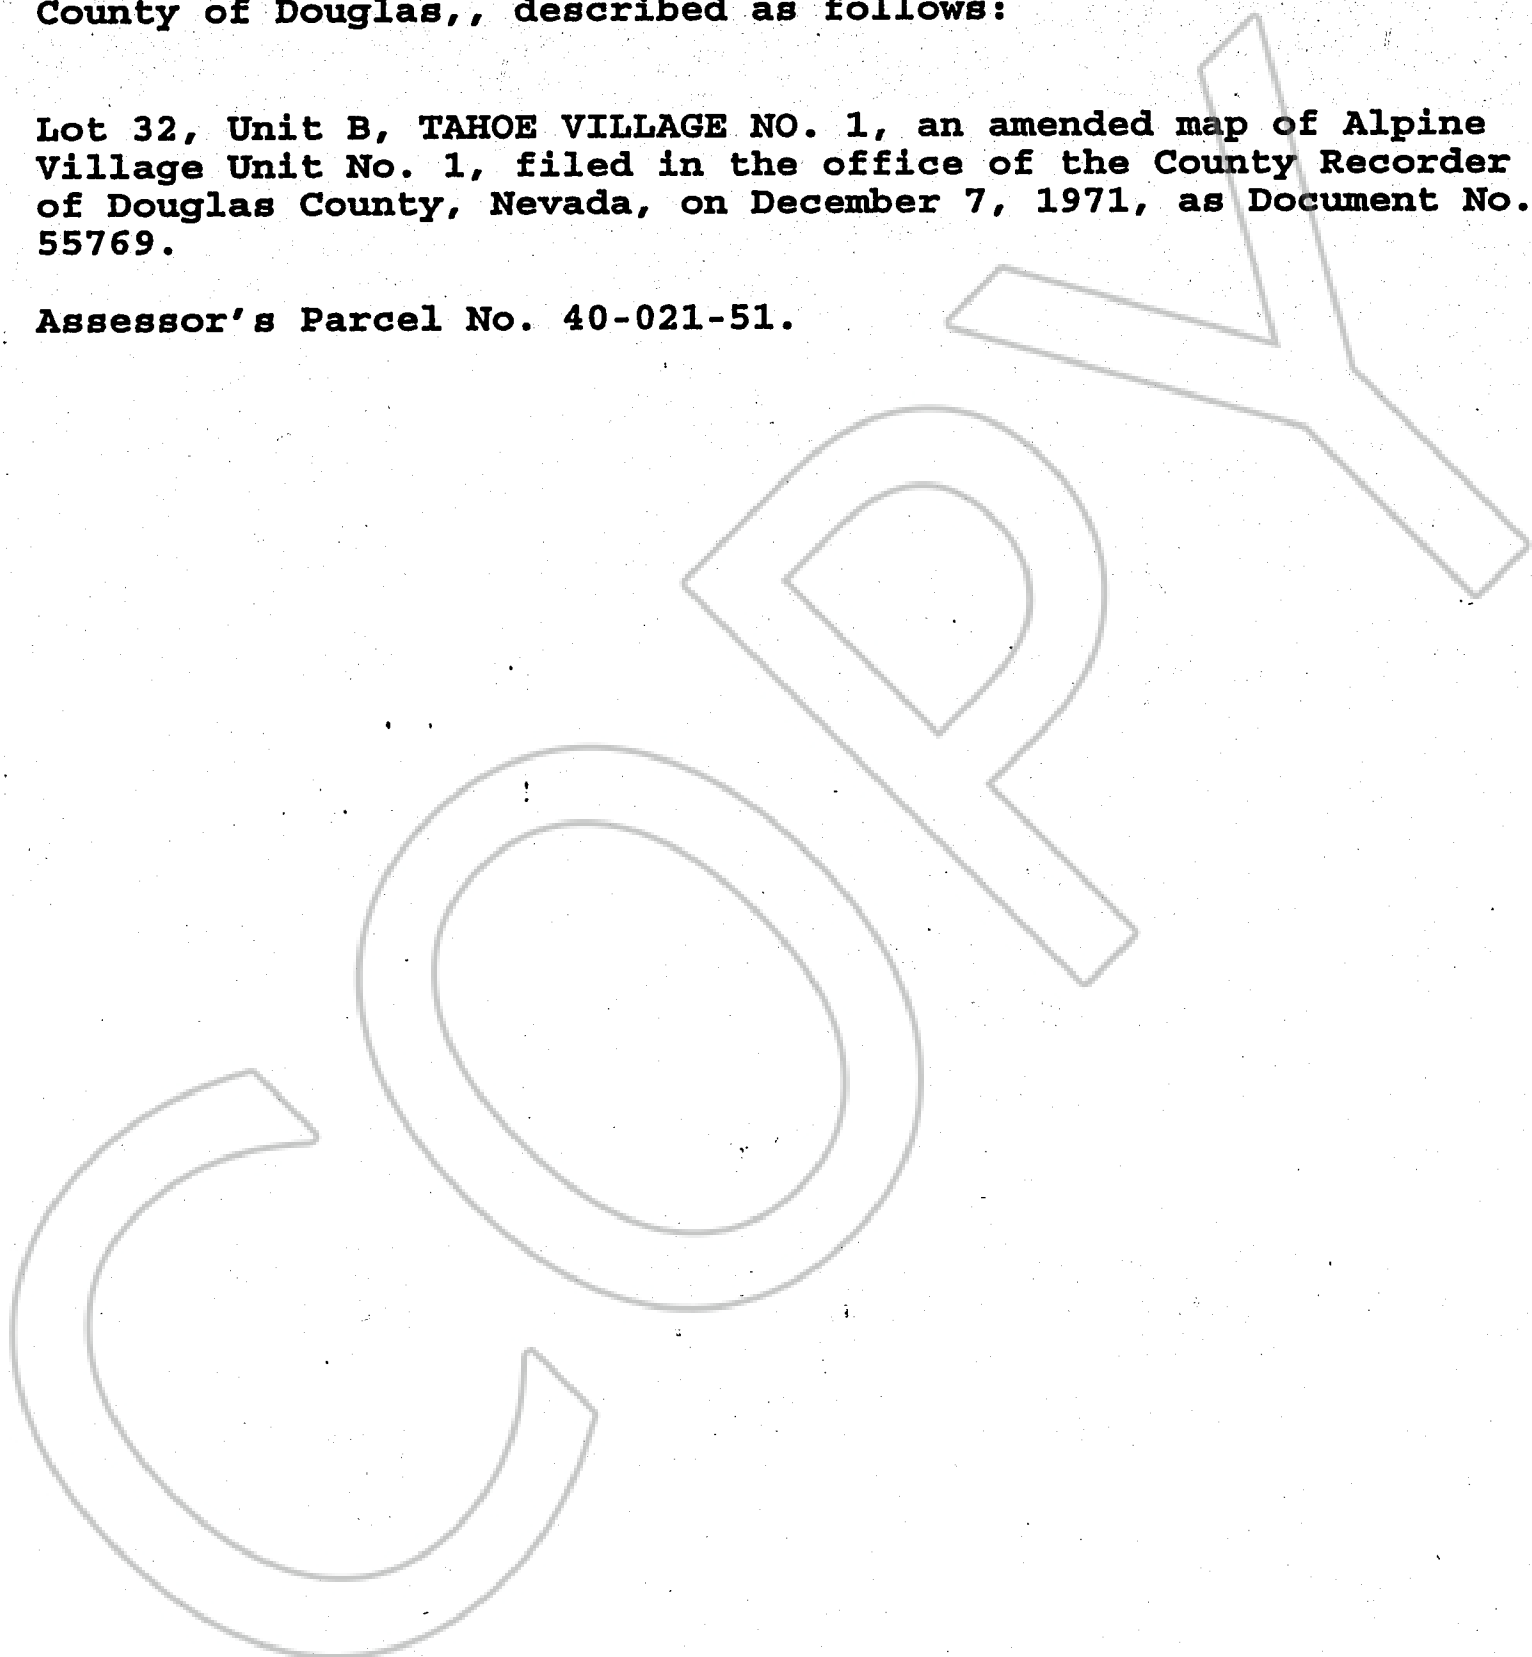 County of Douglas,, described as follows:
Lot 32, Unit B, TAHOE VILLAGE NO. 1, an amended map of Alpine
Village Unit No. 1, filed in the office of the County Recorder
of Douglas County, Nevada, on December 7, 1971, as Document No.
55769.
Assessor's Parcel No. 40-021-51.
COPY